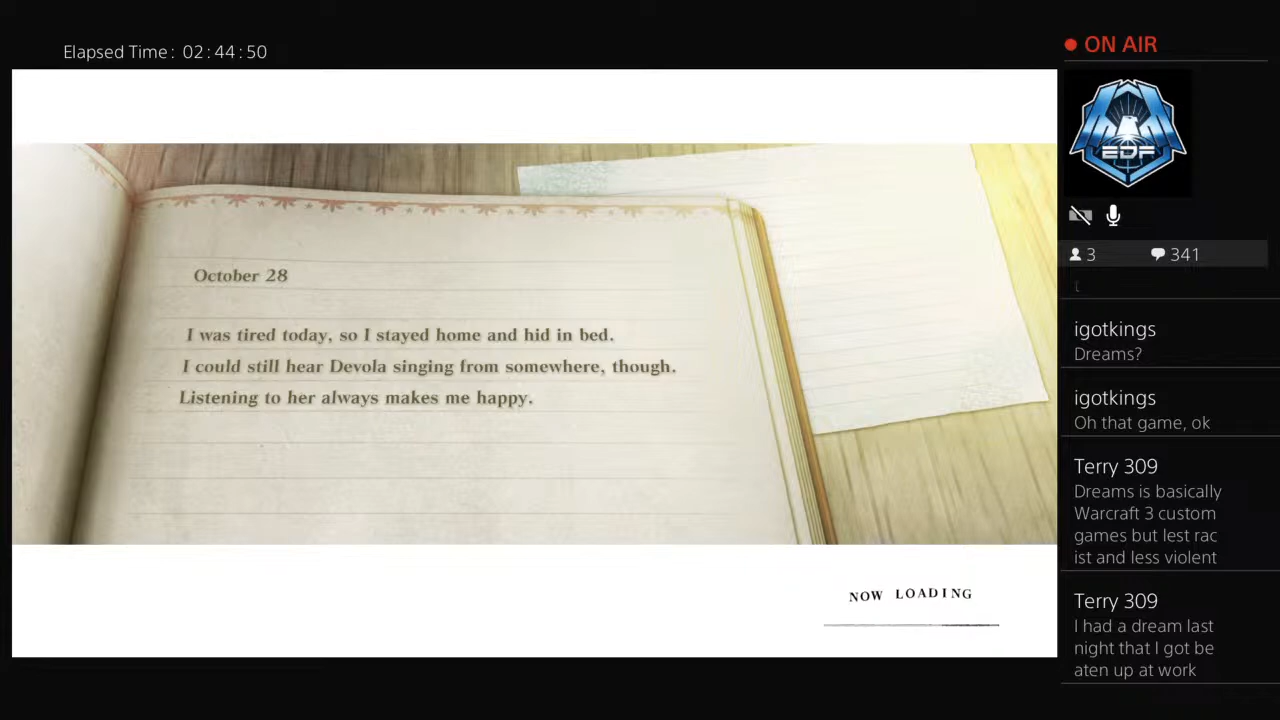 Elapsed Time: 02:44:50
ON AIR
EDF
3 341
October 28
I was tired today, so I stayed home and hid in bed.
I could still hear Devola singing from somewhere, though.
Listening to her always makes me happy.
NOW LOADING
igotkings
Dreams?
igotkings
Oh that game, ok
Terry 309
Dreams is basically
Warcraft 3 custom
games but lest rac
ist and less violent
Terry 309
I had a dream last
night that I got be
aten up at work